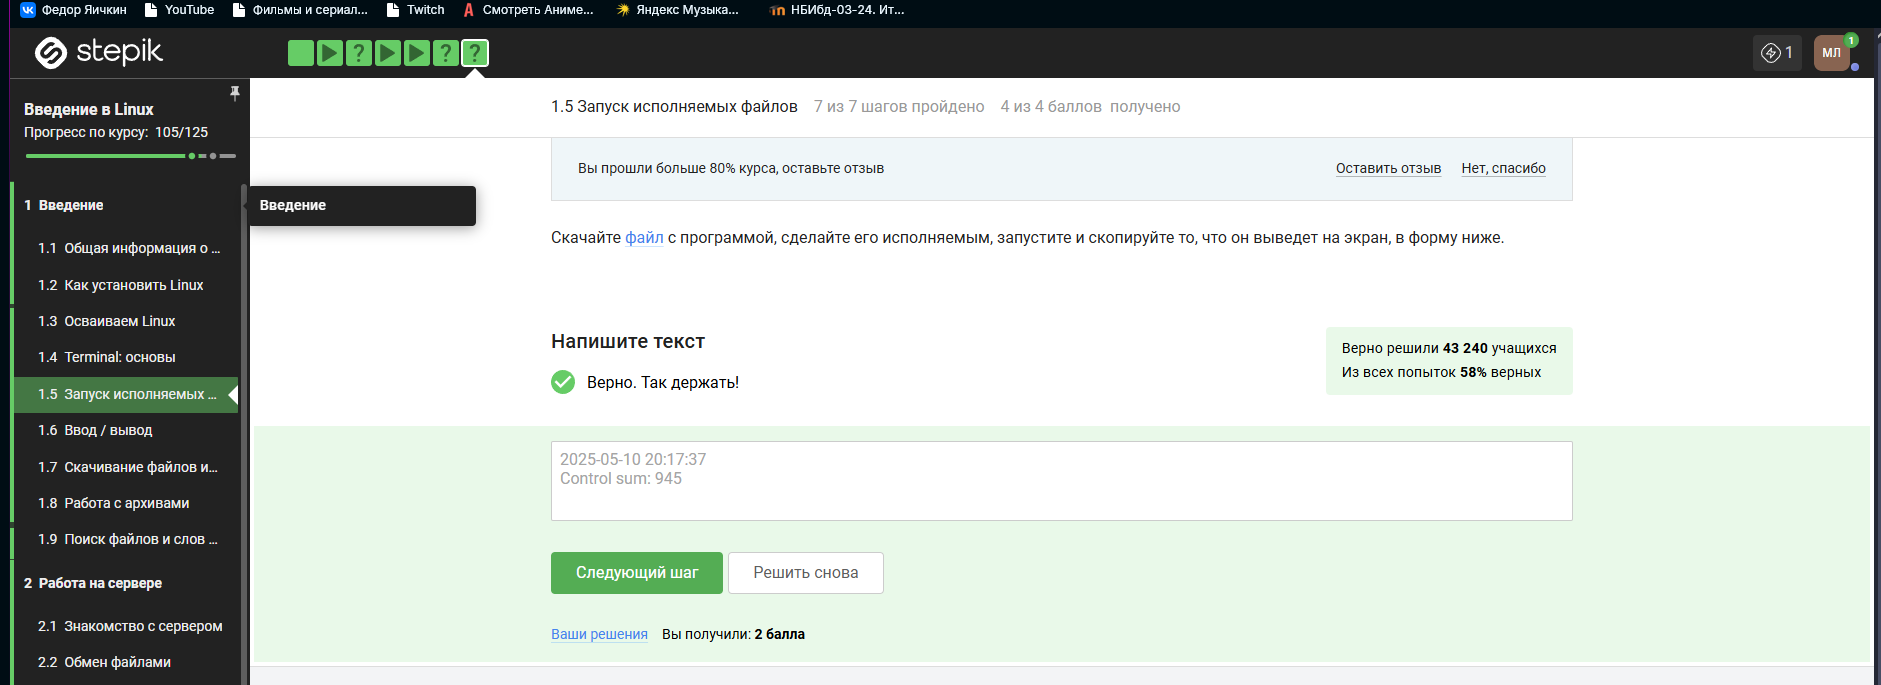 Федор Яичкин YouTube Фильмы и сериал... Twitch Смотреть Аниме... Яндекс Музыка... НБИбд-03-24. Ит...
stepik
? ? ?
1
МЛ
1
Введение в Linux
Прогресс по курсу: 105/125
1 Введение
Введение
1.1 Общая информация о ...
1.2 Как установить Linux
1.3 Осваиваем Linux
1.4 Terminal: основы
1.5 Запуск исполняемых ...
1.6 Ввод / вывод
1.7 Скачивание файлов и...
1.8 Работа с архивами
1.9 Поиск файлов и слов ...
2 Работа на сервере
2.1 Знакомство с сервером
2.2 Обмен файлами
1.5 Запуск исполняемых файлов 7 из 7 шагов пройдено 4 из 4 баллов получено
Вы прошли больше 80% курса, оставьте отзыв Оставить отзыв Нет, спасибо
Скачайте файл с программой, сделайте его исполняемым, запустите и скопируйте то, что он выведет на экран, в форму ниже.
Напишите текст
Верно. Так держать!
Верно решили 43 240 учащихся
Из всех попыток 58% верных
2025-05-10 20:17:37
Control sum: 945
Следующий шаг Решить снова
Ваши решения Вы получили: 2 балла